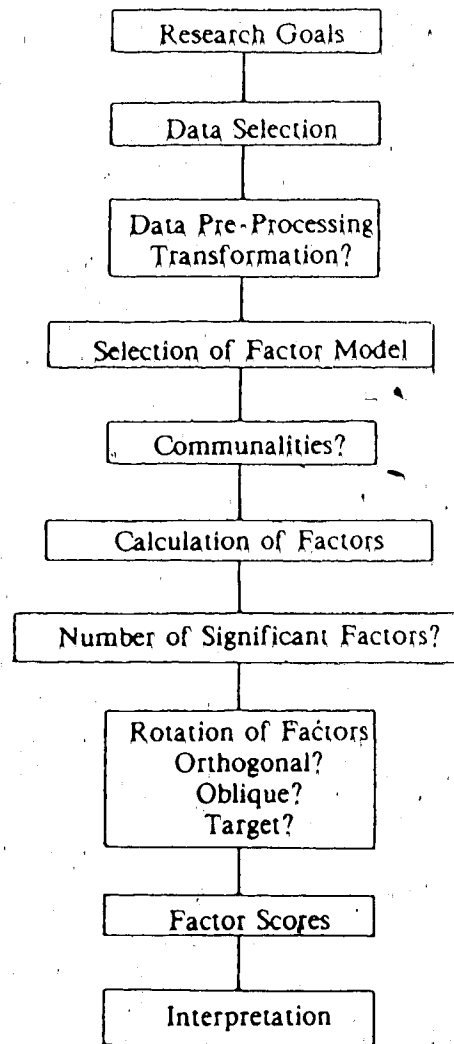 Research Goals
Data Selection
Data Pre-Processing
Transformation?
Selection of Factor Model
Communalities?
Calculation of Factors
Number of Significant Factors?
Rotation of Factors
Orthogonal?
Oblique?
Target?
Factor Scores
Interpretation